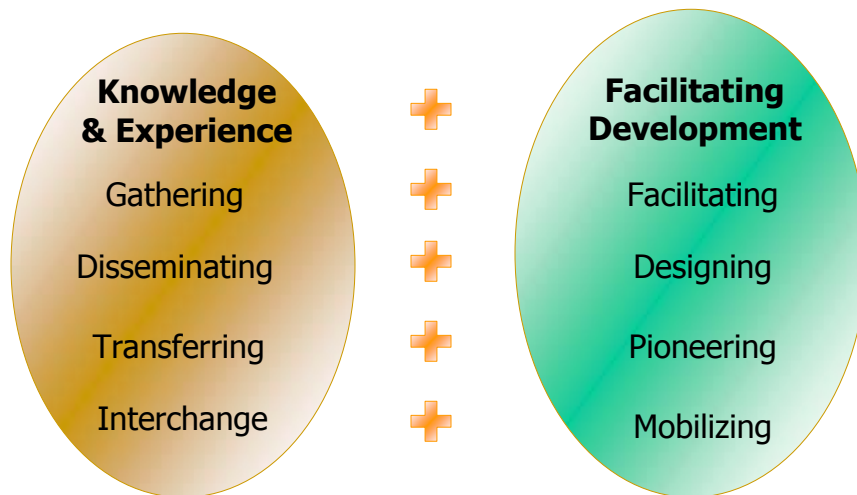 Knowledge
& Experience
Gathering
Disseminating
Transferring
Interchange
Facilitating
Development
Facilitating
Designing
Pioneering
Mobilizing